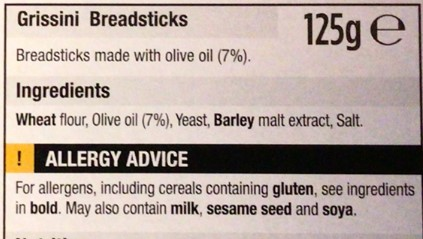 Grissini Breadsticks
125g ℮
Breadsticks made with olive oil (7%).
Ingredients
Wheat flour, Olive oil (7%), Yeast, Barley malt extract, Salt.
! ALLERGY ADVICE
For allergens, including cereals containing gluten, see ingredients
in bold. May also contain milk, sesame seed and soya.